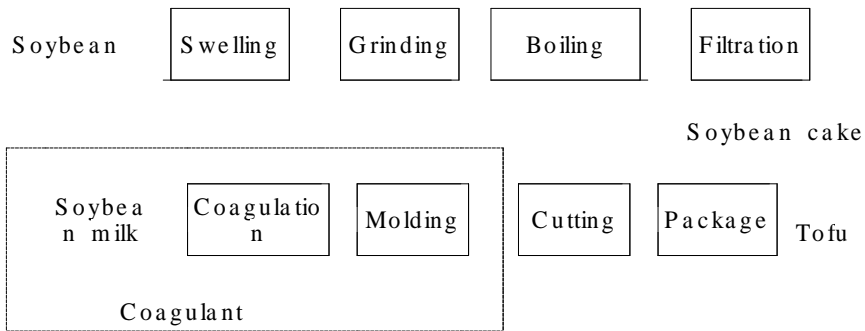 Soybean Swelling Grinding Boiling Filtration
Soybean cake
Soybea
n milk
Coagulatio
n
Molding Cutting Package Tofu
Coagulant